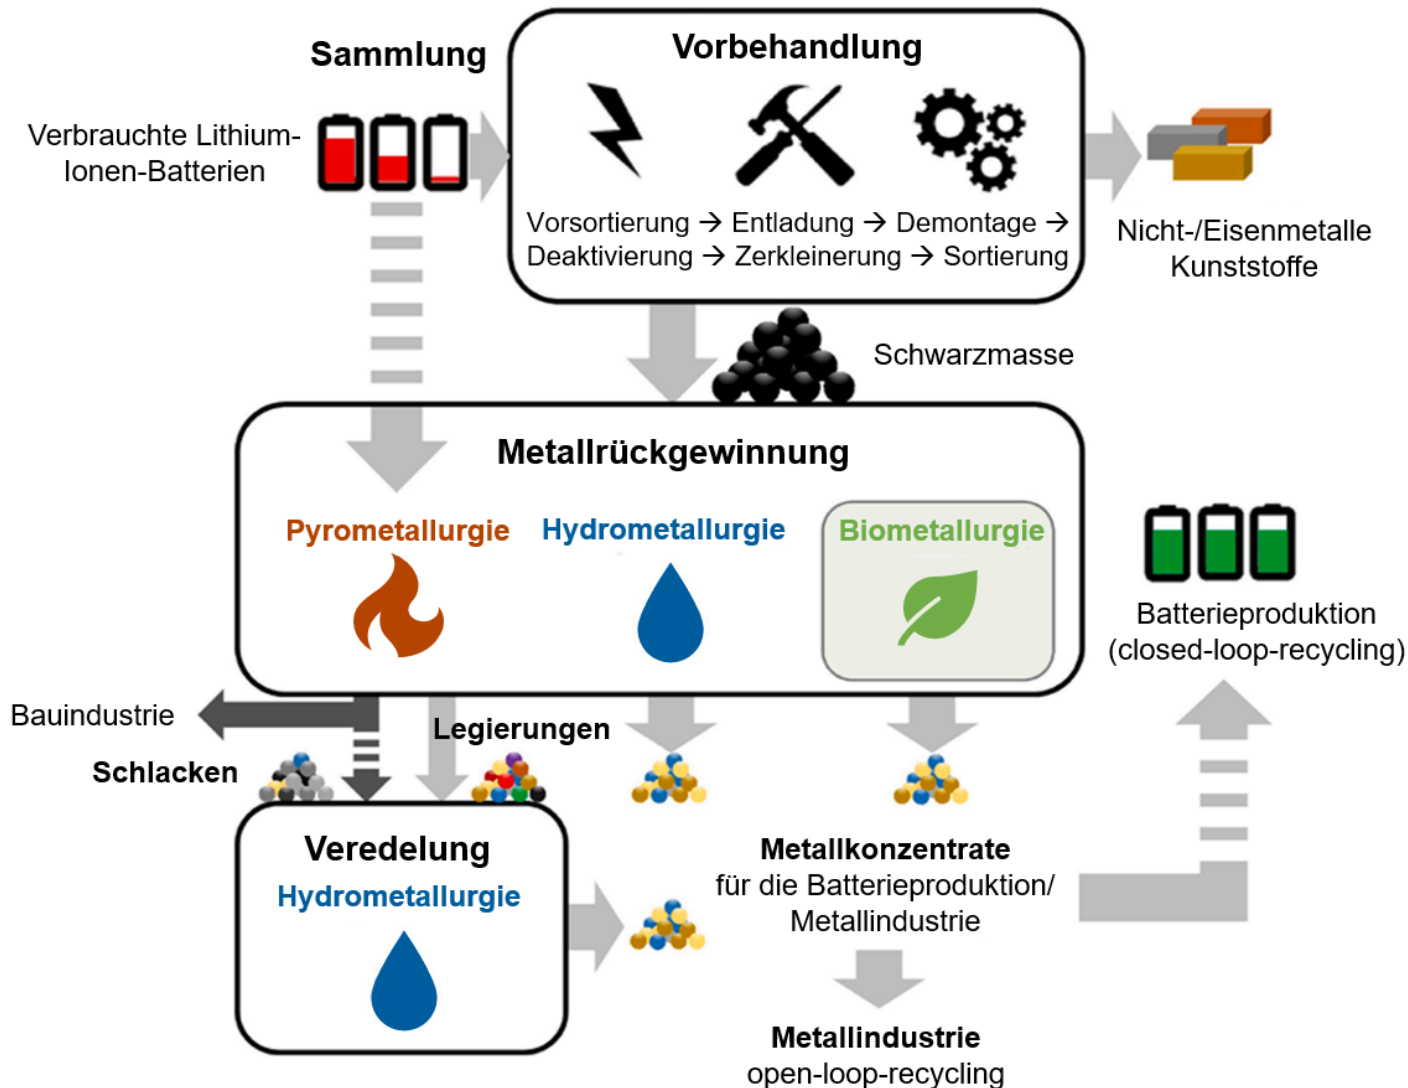 Sammlung
Vorbehandlung
Verbrauchte Lithium-
Ionen-Batterien
Vorsortierung → Entladung → Demontage →
Deaktivierung → Zerkleinerung → Sortierung
Nicht-/Eisenmetalle
Kunststoffe
Schwarzmasse
Metallrückgewinnung
Pyrometallurgie
Hydrometallurgie
Biometallurgie
Batterieproduktion
(closed-loop-recycling)
Bauindustrie
Legierungen
Schlacken
Veredelung
Hydrometallurgie
Metallkonzentrate
für die Batterieproduktion/
Metallindustrie
Metallindustrie
open-loop-recycling